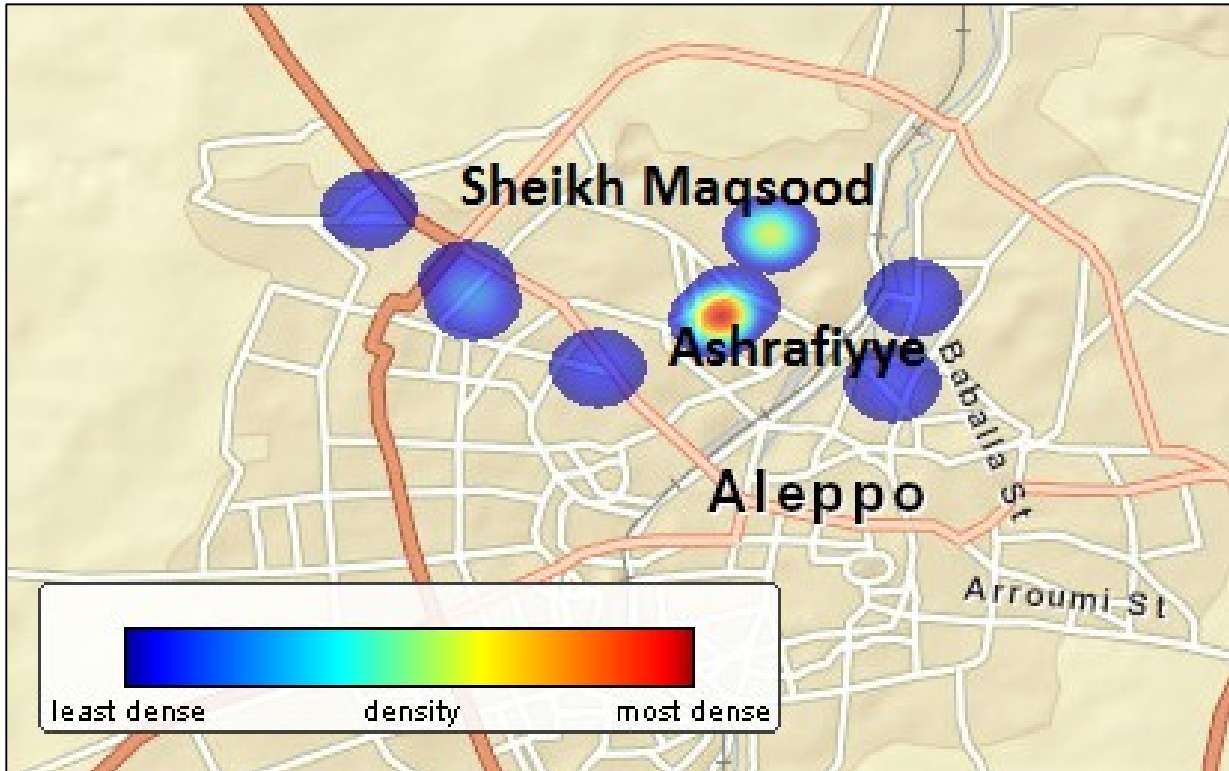 Sheikh Maqsood
Ashrafiyye
Baballa St
Aleppo
Arroumi St
least dense density most dense